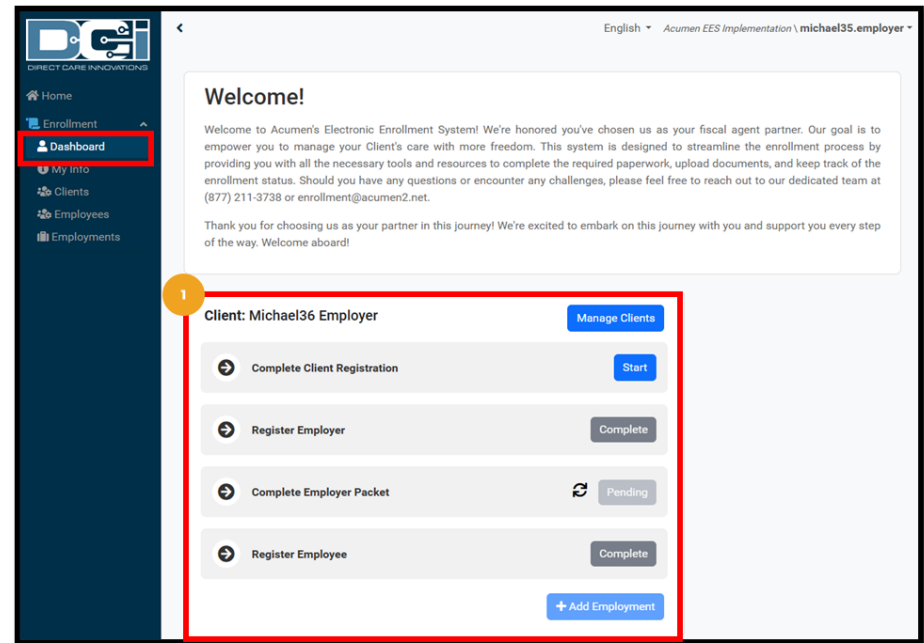 DCi
DIRECT CARE INNOVATIONS
English
Acumen EES Implementation \ michael35.employer
Home
Enrollment
Dashboard
My Info
Clients
Employees
Employments
Welcome!
Welcome to Acumen's Electronic Enrollment System! We're honored you've chosen us as your fiscal agent partner. Our goal is to
empower you to manage your Client's care with more freedom. This system is designed to streamline the enrollment process by
providing you with all the necessary tools and resources to complete the required paperwork, upload documents, and keep track of the
enrollment status. Should you have any questions or encounter any challenges, please feel free to reach out to our dedicated team at
(877) 211-3738 or enrollment@acumen2.net.
Thank you for choosing us as your partner in this journey! We're excited to embark on this journey with you and support you every step
of the way. Welcome aboard!
1
Client: Michael36 Employer
Manage Clients
Complete Client Registration
Start
Register Employer
Complete
Complete Employer Packet
Pending
Register Employee
Complete
+ Add Employment